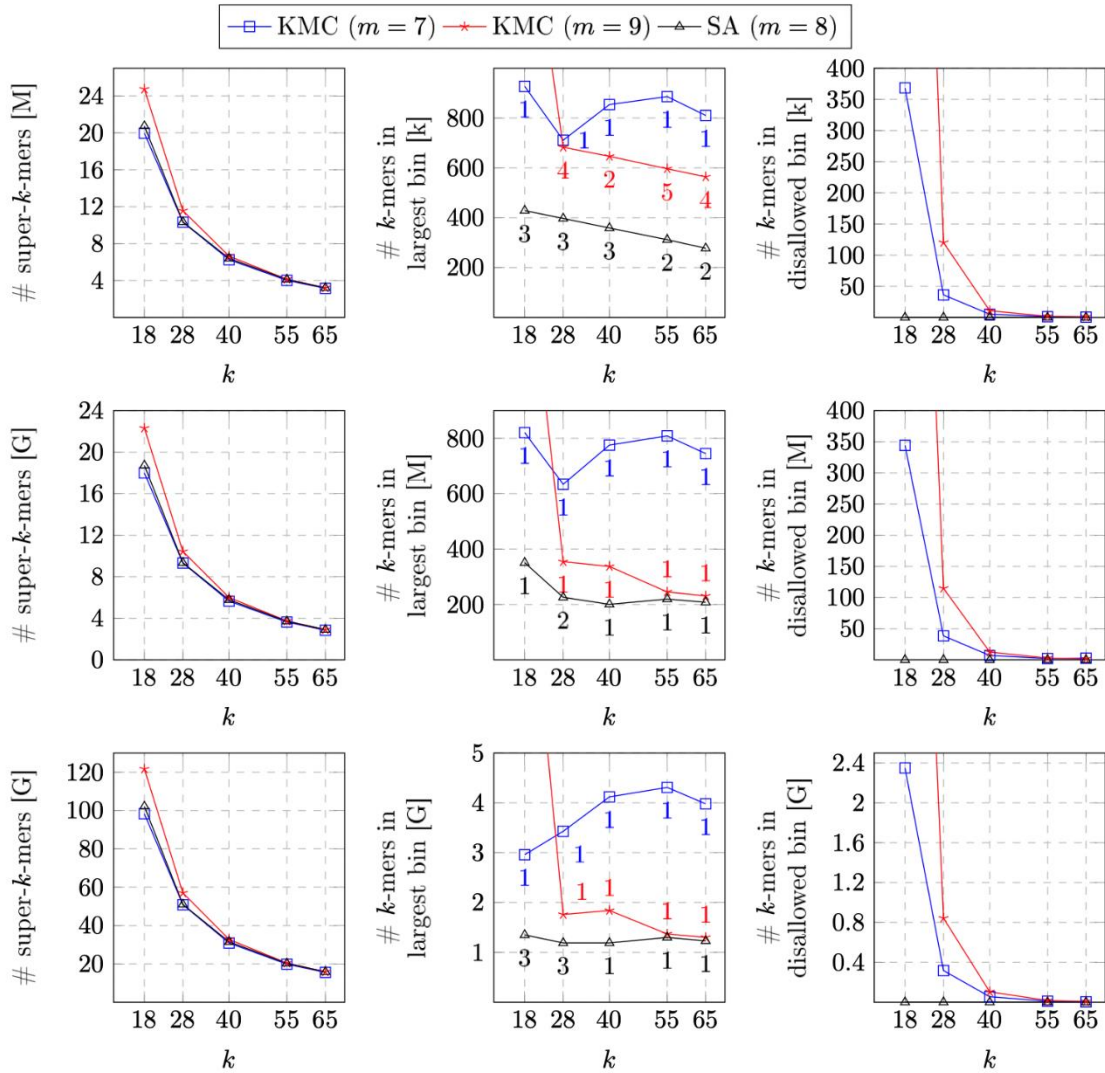 KMC (m = 7) KMC (m = 9) SA (m = 8)
# super-k-mers [M]
24
20
16
12
8
4
18 28 40 55 65
k
# k-mers in
largest bin [k]
800
600
400
200
1 1 1 1 1
4 2 5 4
3 3 3 2 2
18 28 40 55 65
k
# k-mers in
disallowed bin [k]
400
350
300
250
200
150
100
50
18 28 40 55 65
k
# super-k-mers [G]
24
20
16
12
8
4
0
18 28 40 55 65
k
# k-mers in
largest bin [M]
800
600
400
200
1 1 1 1 1
1 1 1 1
1 2 1 1 1
18 28 40 55 65
k
# k-mers in
disallowed bin [M]
400
350
300
250
200
150
100
50
18 28 40 55 65
k
# super-k-mers [G]
120
100
80
60
40
20
18 28 40 55 65
k
# k-mers in
largest bin [G]
5
4
3
2
1
1 1 1 1 1
1 1 1 1
3 3 1 1 1
18 28 40 55 65
k
# k-mers in
disallowed bin [G]
2.4
2
1.6
1.2
0.8
0.4
18 28 40 55 65
k